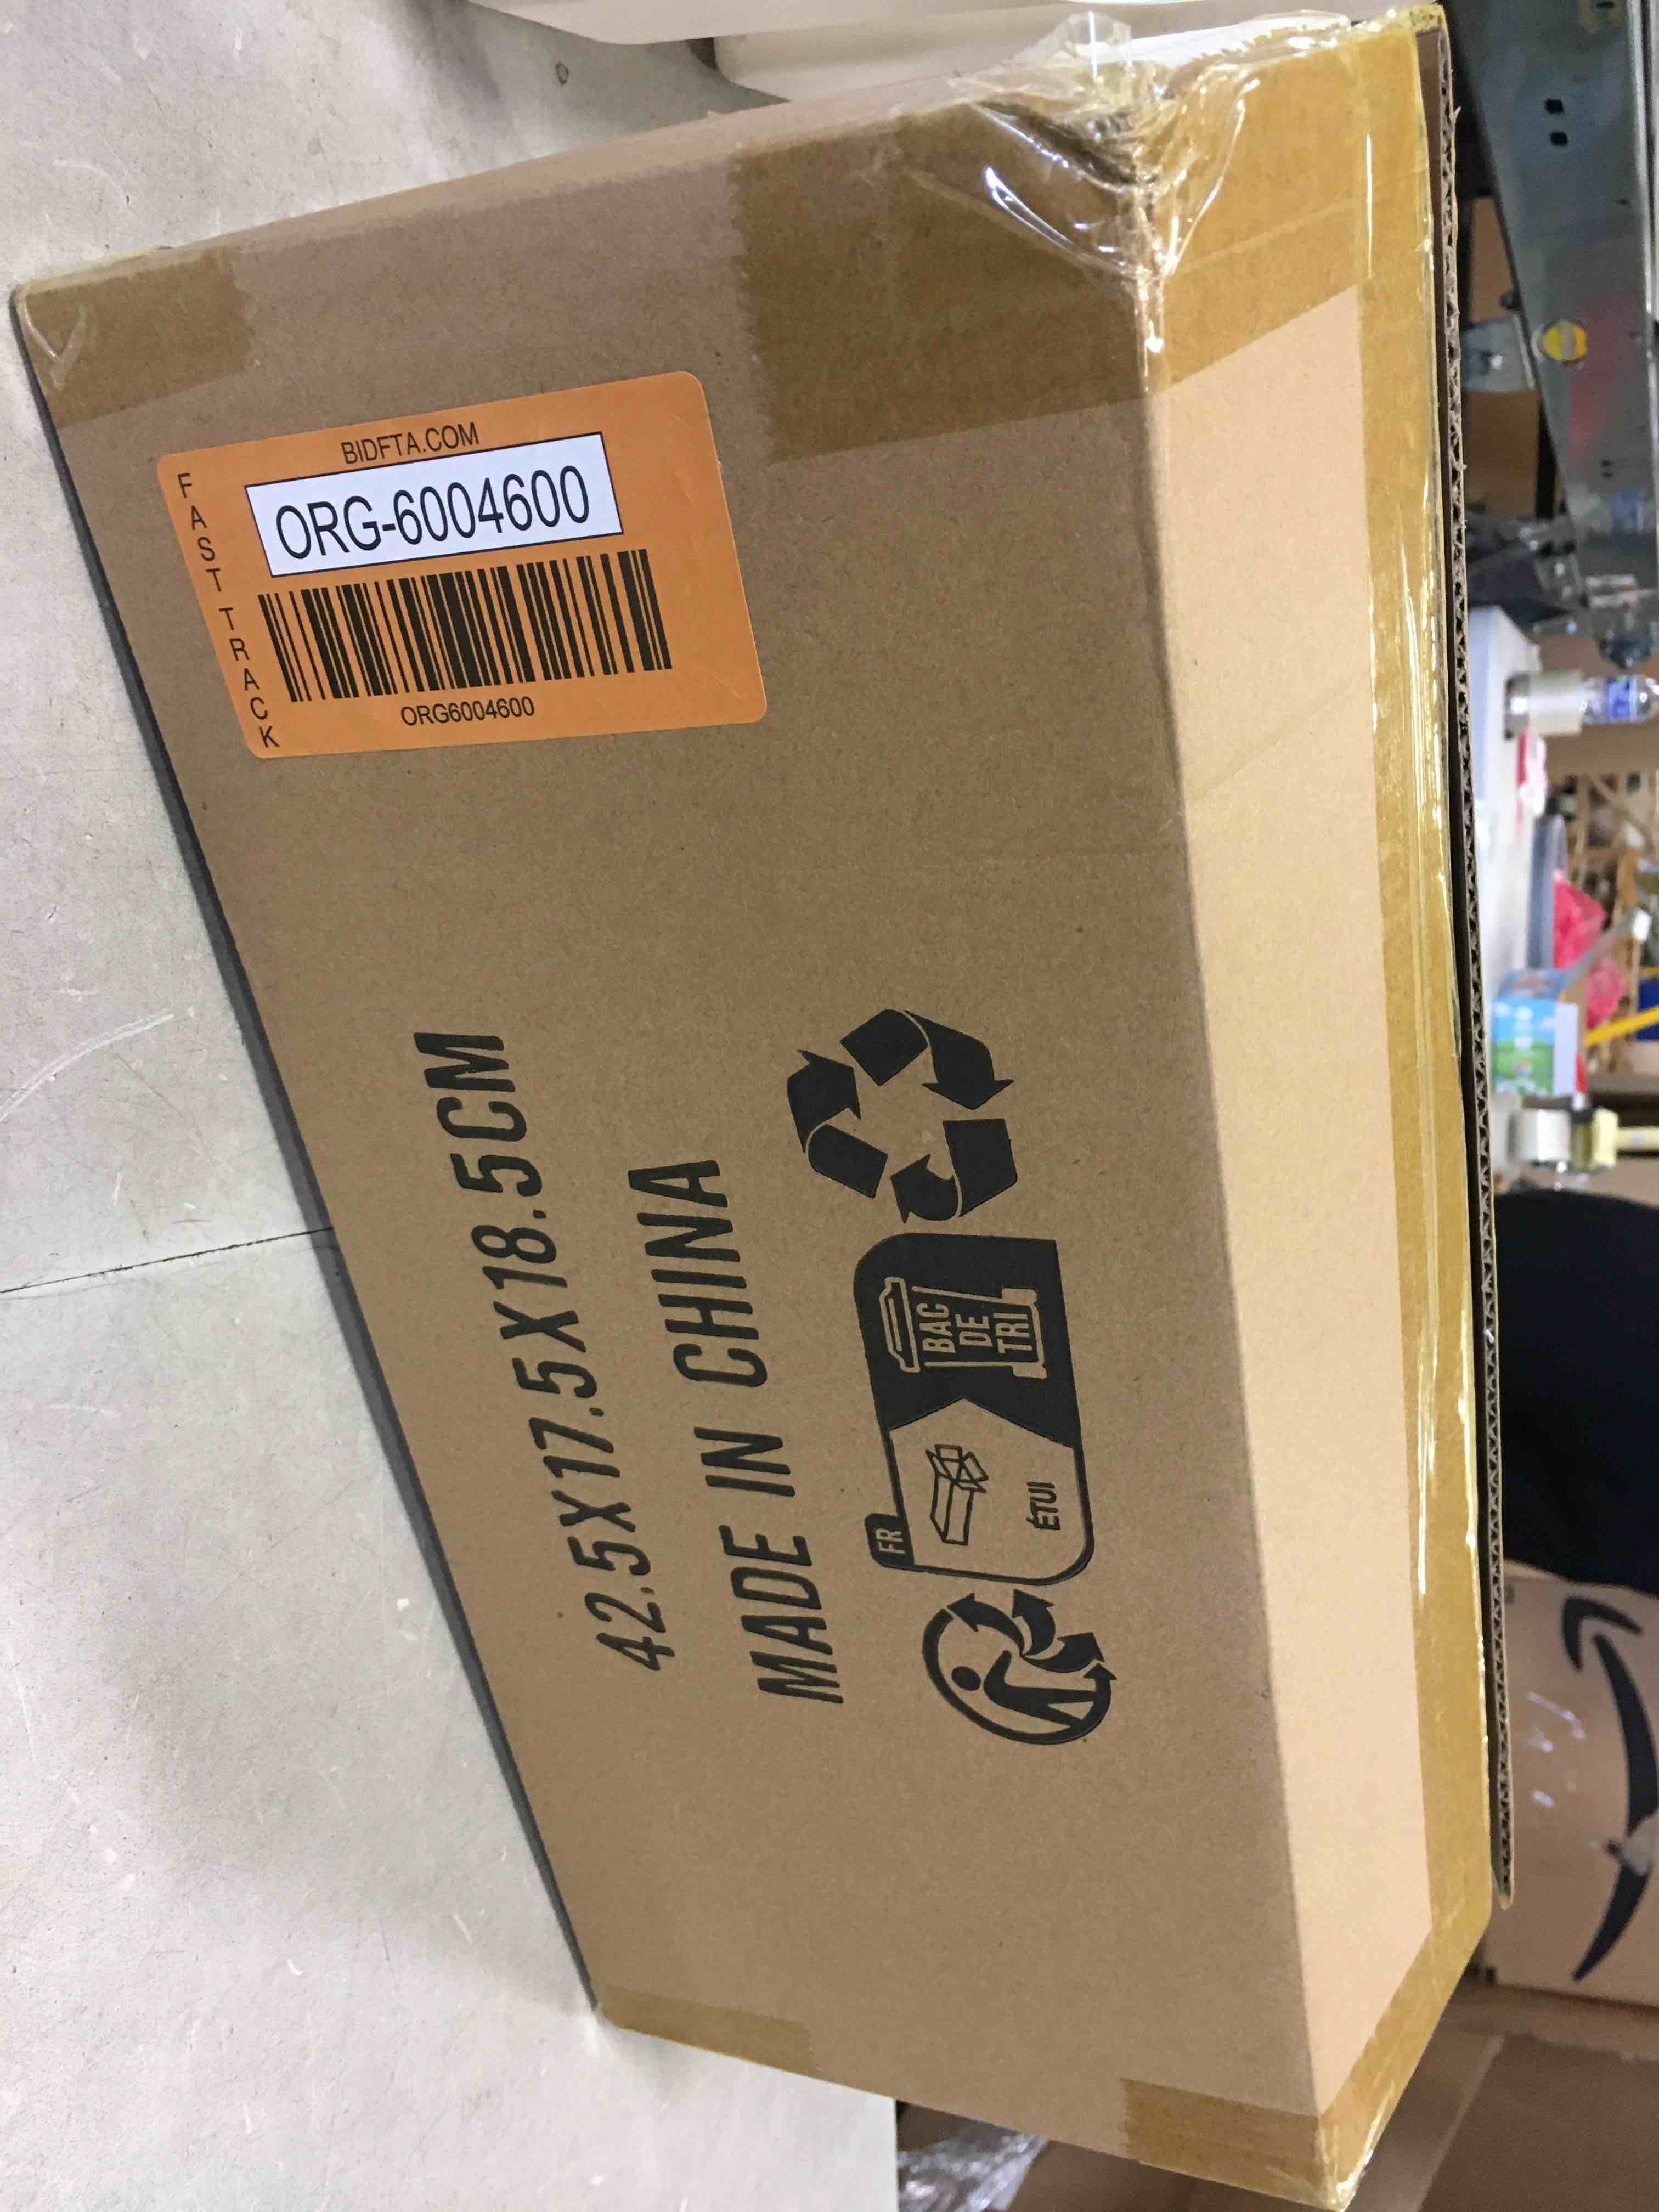 BIDFTA.COM
ORG-6004600
ORG6004600
FAST TRACK
42.5X17.5X18.5CM
MADE IN CHINA
FR
ÉTUI
BAC
DE
TRI